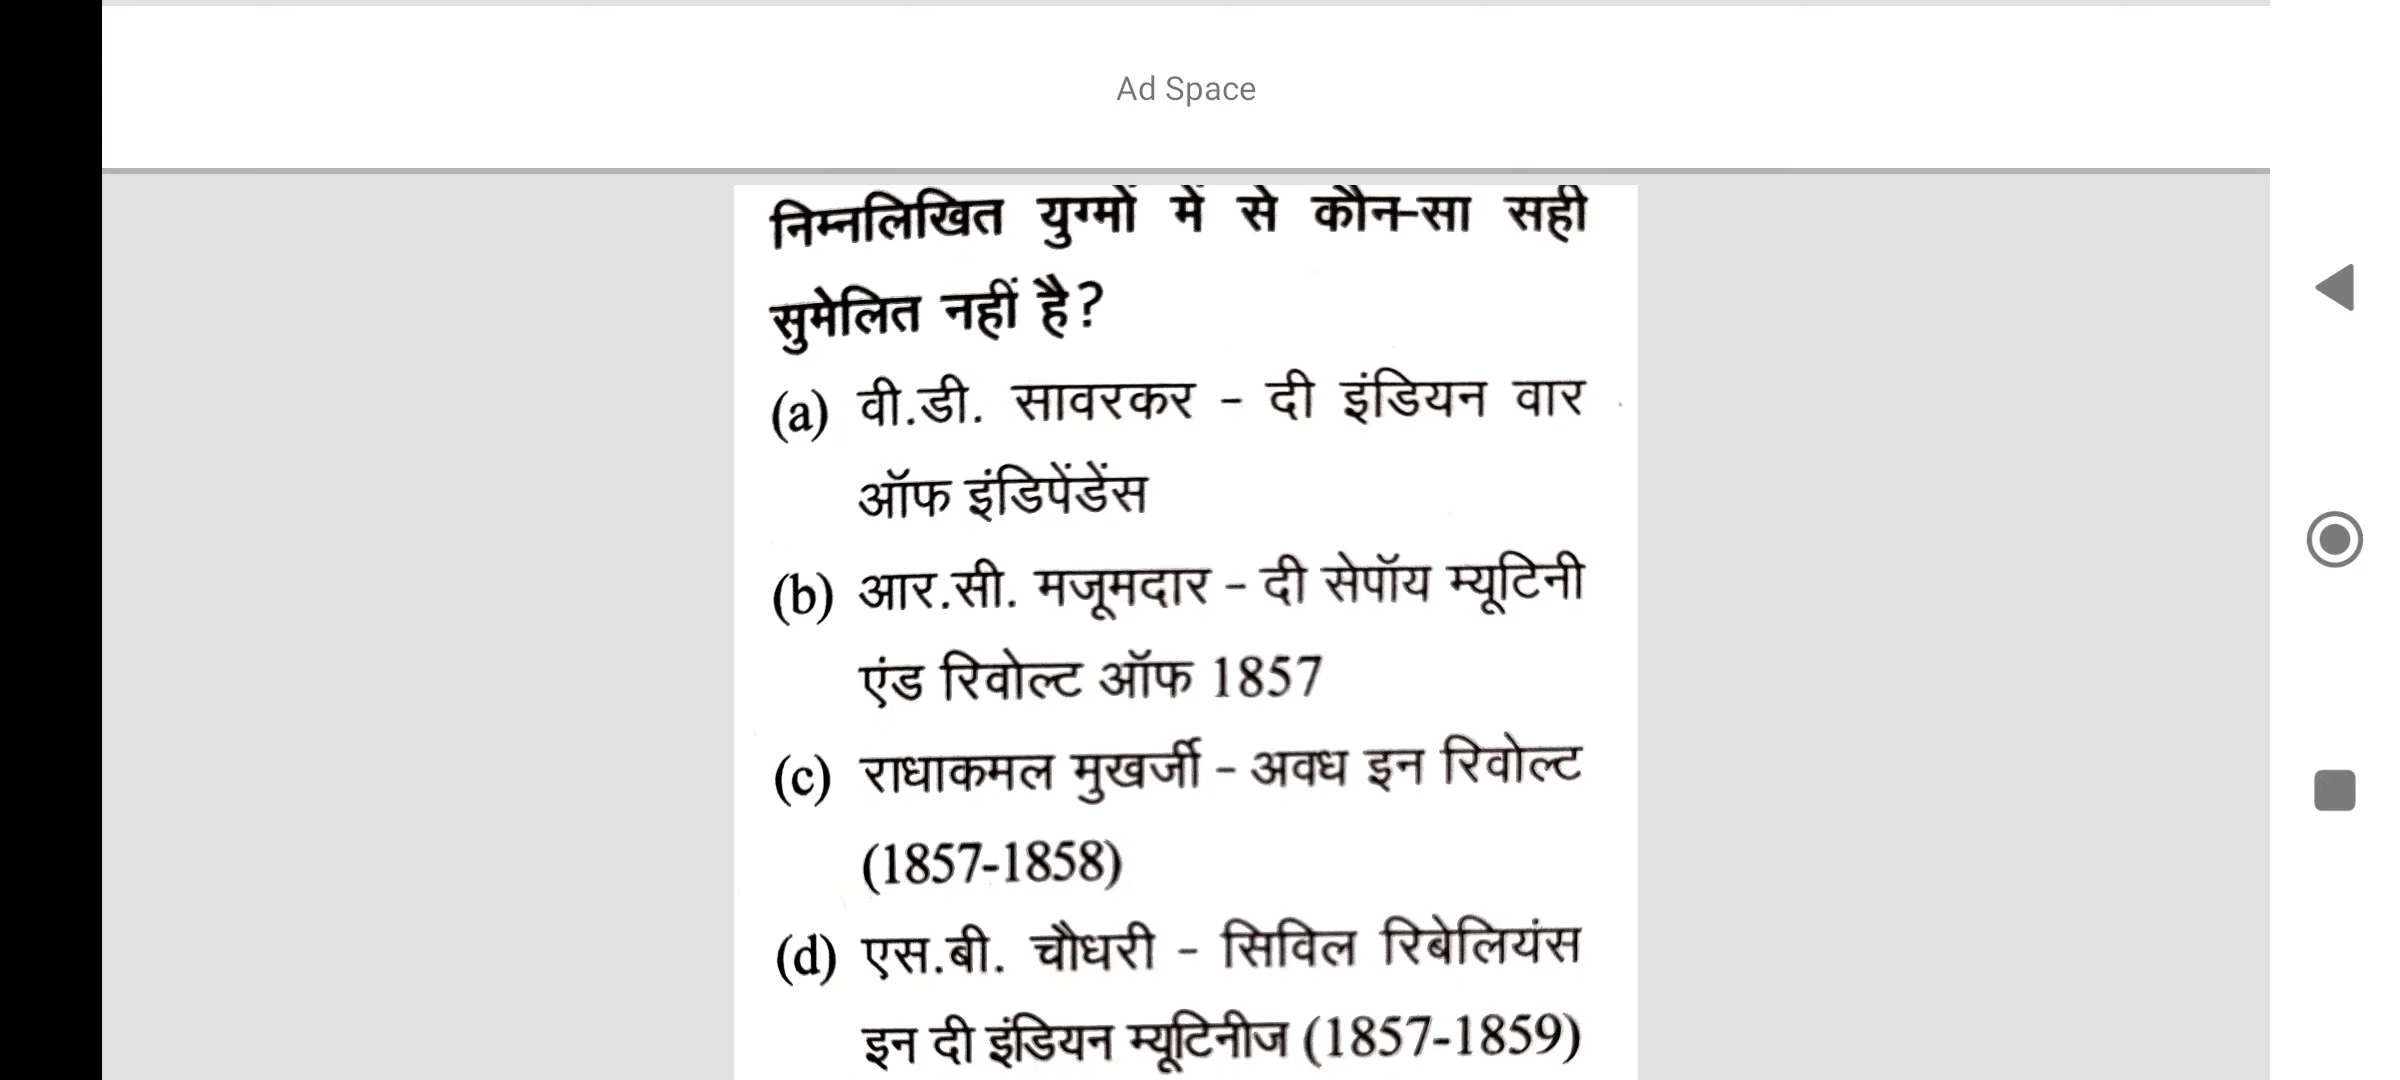 Ad Space
निम्नलिखित युग्मों में से कौन-सा सही
सुमेलित नहीं है?
(a) वी.डी. सावरकर - दी इंडियन वार
ऑफ इंडिपेंडेंस
(b) आर.सी. मजूमदार - दी सेपॉय म्यूटिनी
एंड रिवोल्ट ऑफ 1857
(c) राधाकमल मुखर्जी - अवध इन रिवोल्ट
(1857-1858)
(d) एस.बी. चौधरी - सिविल रिबेलियंस
इन दी इंडियन म्यूटिनीज (1857-1859)